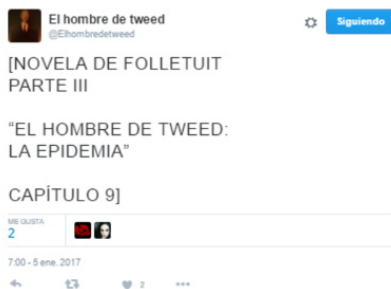 El hombre de tweed
@Elhombredetweed
Siguiendo
[NOVELA DE FOLLETUIT
PARTE III
“EL HOMBRE DE TWEED:
LA EPIDEMIA”
CAPÍTULO 9]
ME GUSTA
2
7:00 - 5 ene. 2017
2